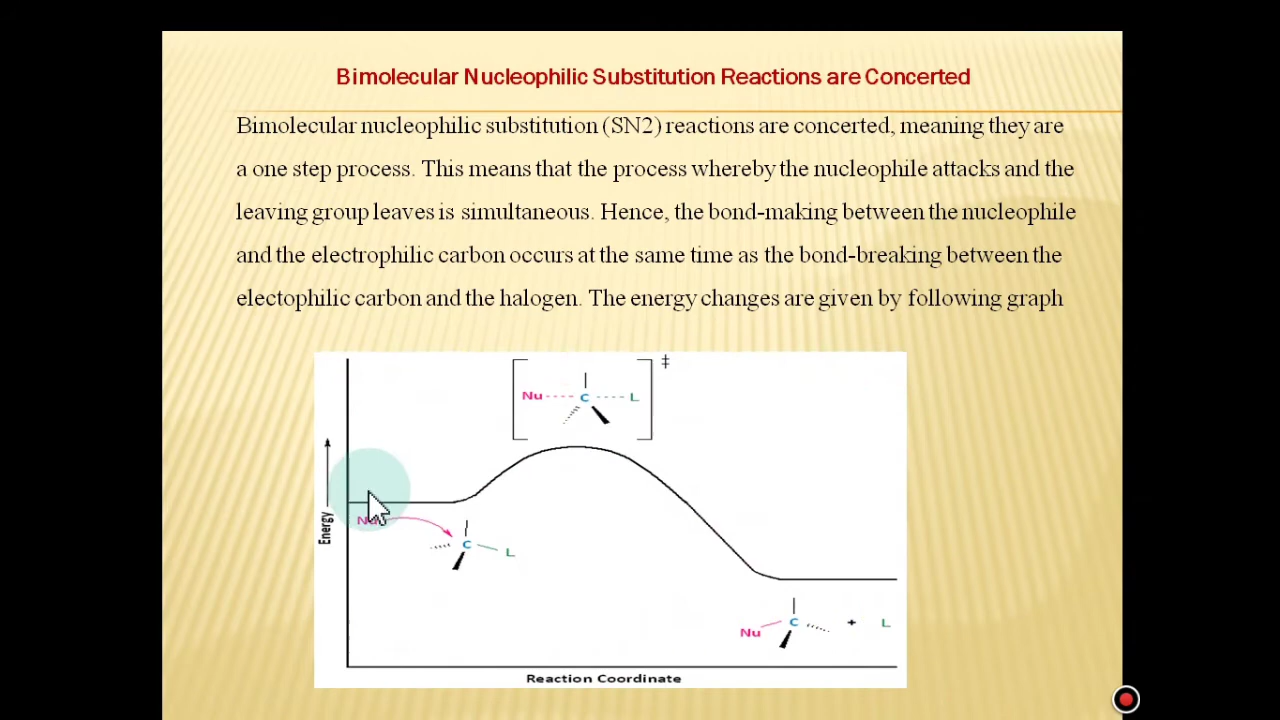 Bimolecular Nucleophilic Substitution Reactions are Concerted
Bimolecular nucleophilic substitution (SN2) reactions are concerted, meaning they are
a one step process. This means that the process whereby the nucleophile attacks and the
leaving group leaves is simultaneous. Hence, the bond-making between the nucleophile
and the electrophilic carbon occurs at the same time as the bond-breaking between the
electophilic carbon and the halogen. The energy changes are given by following graph
‡
Nu C L
Energy
Nu
C L
Nu C + L
Reaction Coordinate